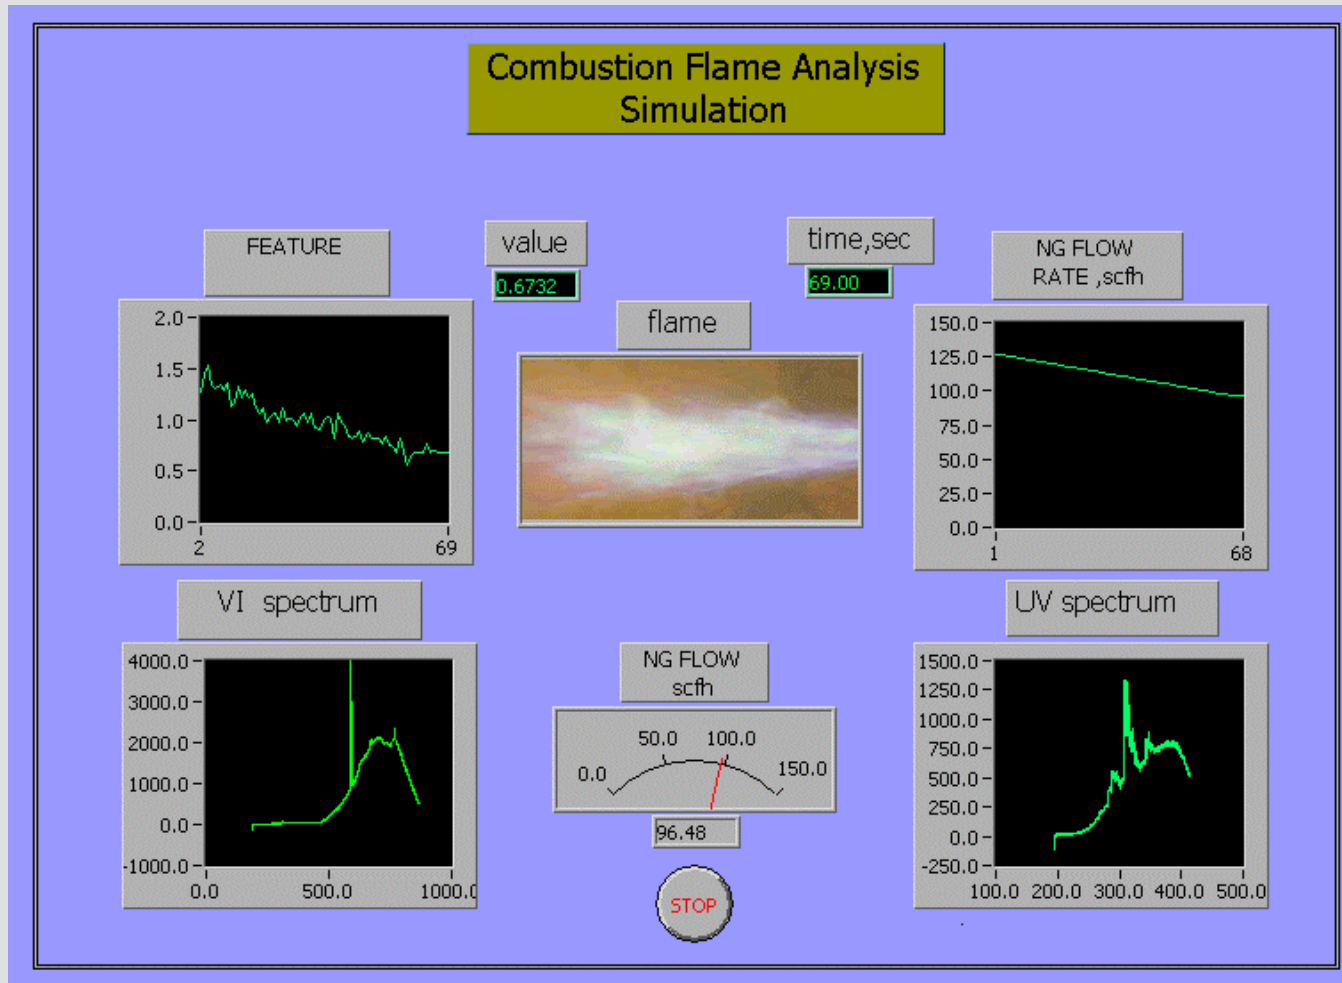 Combustion Flame Analysis
Simulation
FEATURE
value
0.6732
time,sec
69.00
NG FLOW
RATE ,scfh
2.0
1.5
1.0
0.5
0.0
2
69
flame
150.0
125.0
100.0
75.0
50.0
25.0
0.0
1
68
VI spectrum
4000.0
3000.0
2000.0
1000.0
0.0
-1000.0
0.0
500.0
1000.0
NG FLOW
scfh
0.0
50.0
100.0
150.0
96.48
STOP
UV spectrum
1500.0
1250.0
1000.0
750.0
500.0
250.0
0.0
-250.0
100.0 200.0 300.0 400.0 500.0